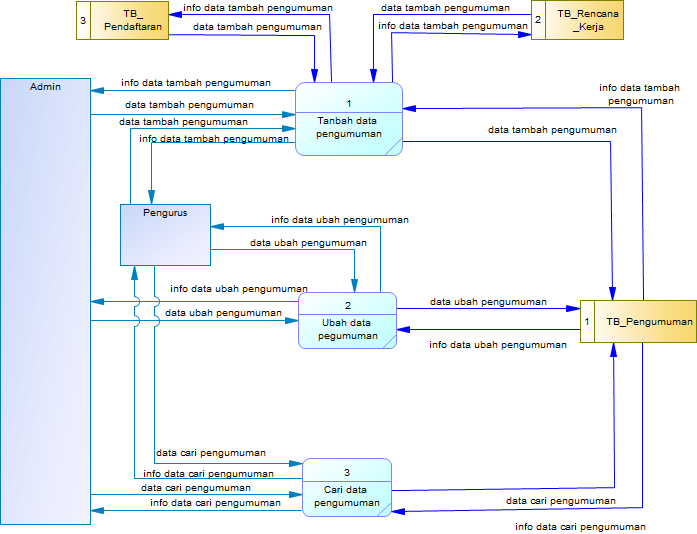 info data tambah pengumuman
data tambah pengumuman
3
TB_
Pendaftaran
data tambah pengumuman
info data tambah pengumuman
2
TB_Rencana
_Kerja
Admin
info data tambah pengumuman
data tambah pengumuman
data tambah pengumuman
info data tambah pengumuman
1
Tanbah data
pengumuman
info data tambah
pengumuman
data tambah pengumuman
Pengurus
info data ubah pengumuman
data ubah pengumuman
info data ubah pengumuman
data ubah pengumuman
2
Ubah data
pegumuman
data ubah pengumuman
info data ubah pengumuman
1
TB_Pengumuman
data cari pengumuman
info data cari pengumuman
data cari pengumuman
info data cari pengumuman
3
Cari data
pengumuman
data cari pengumuman
info data cari pengumuman